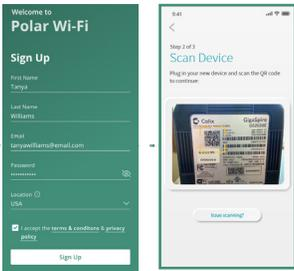 Welcome to
Polar Wi-Fi
Sign Up
First Name
Tanya
Last Name
Williams
Email
tanyawilliams@email.com
Password
Location
USA
I accept the terms & conditons & privacy
policy
Sign Up
9:41
Step 2 of 3
Scan Device
Plug in your new device and scan the QR code
to continue:
Calix
GigaSpire
Issue scanning?